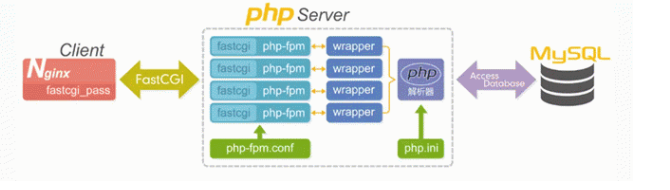 php Server
Client
Nginx
fastcgi_pass
FastCGI
fastcgi php-fpm wrapper
fastcgi php-fpm wrapper
fastcgi php-fpm wrapper
fastcgi php-fpm wrapper
php
解析器
Access
Database
MySQL
php-fpm.conf
php.ini